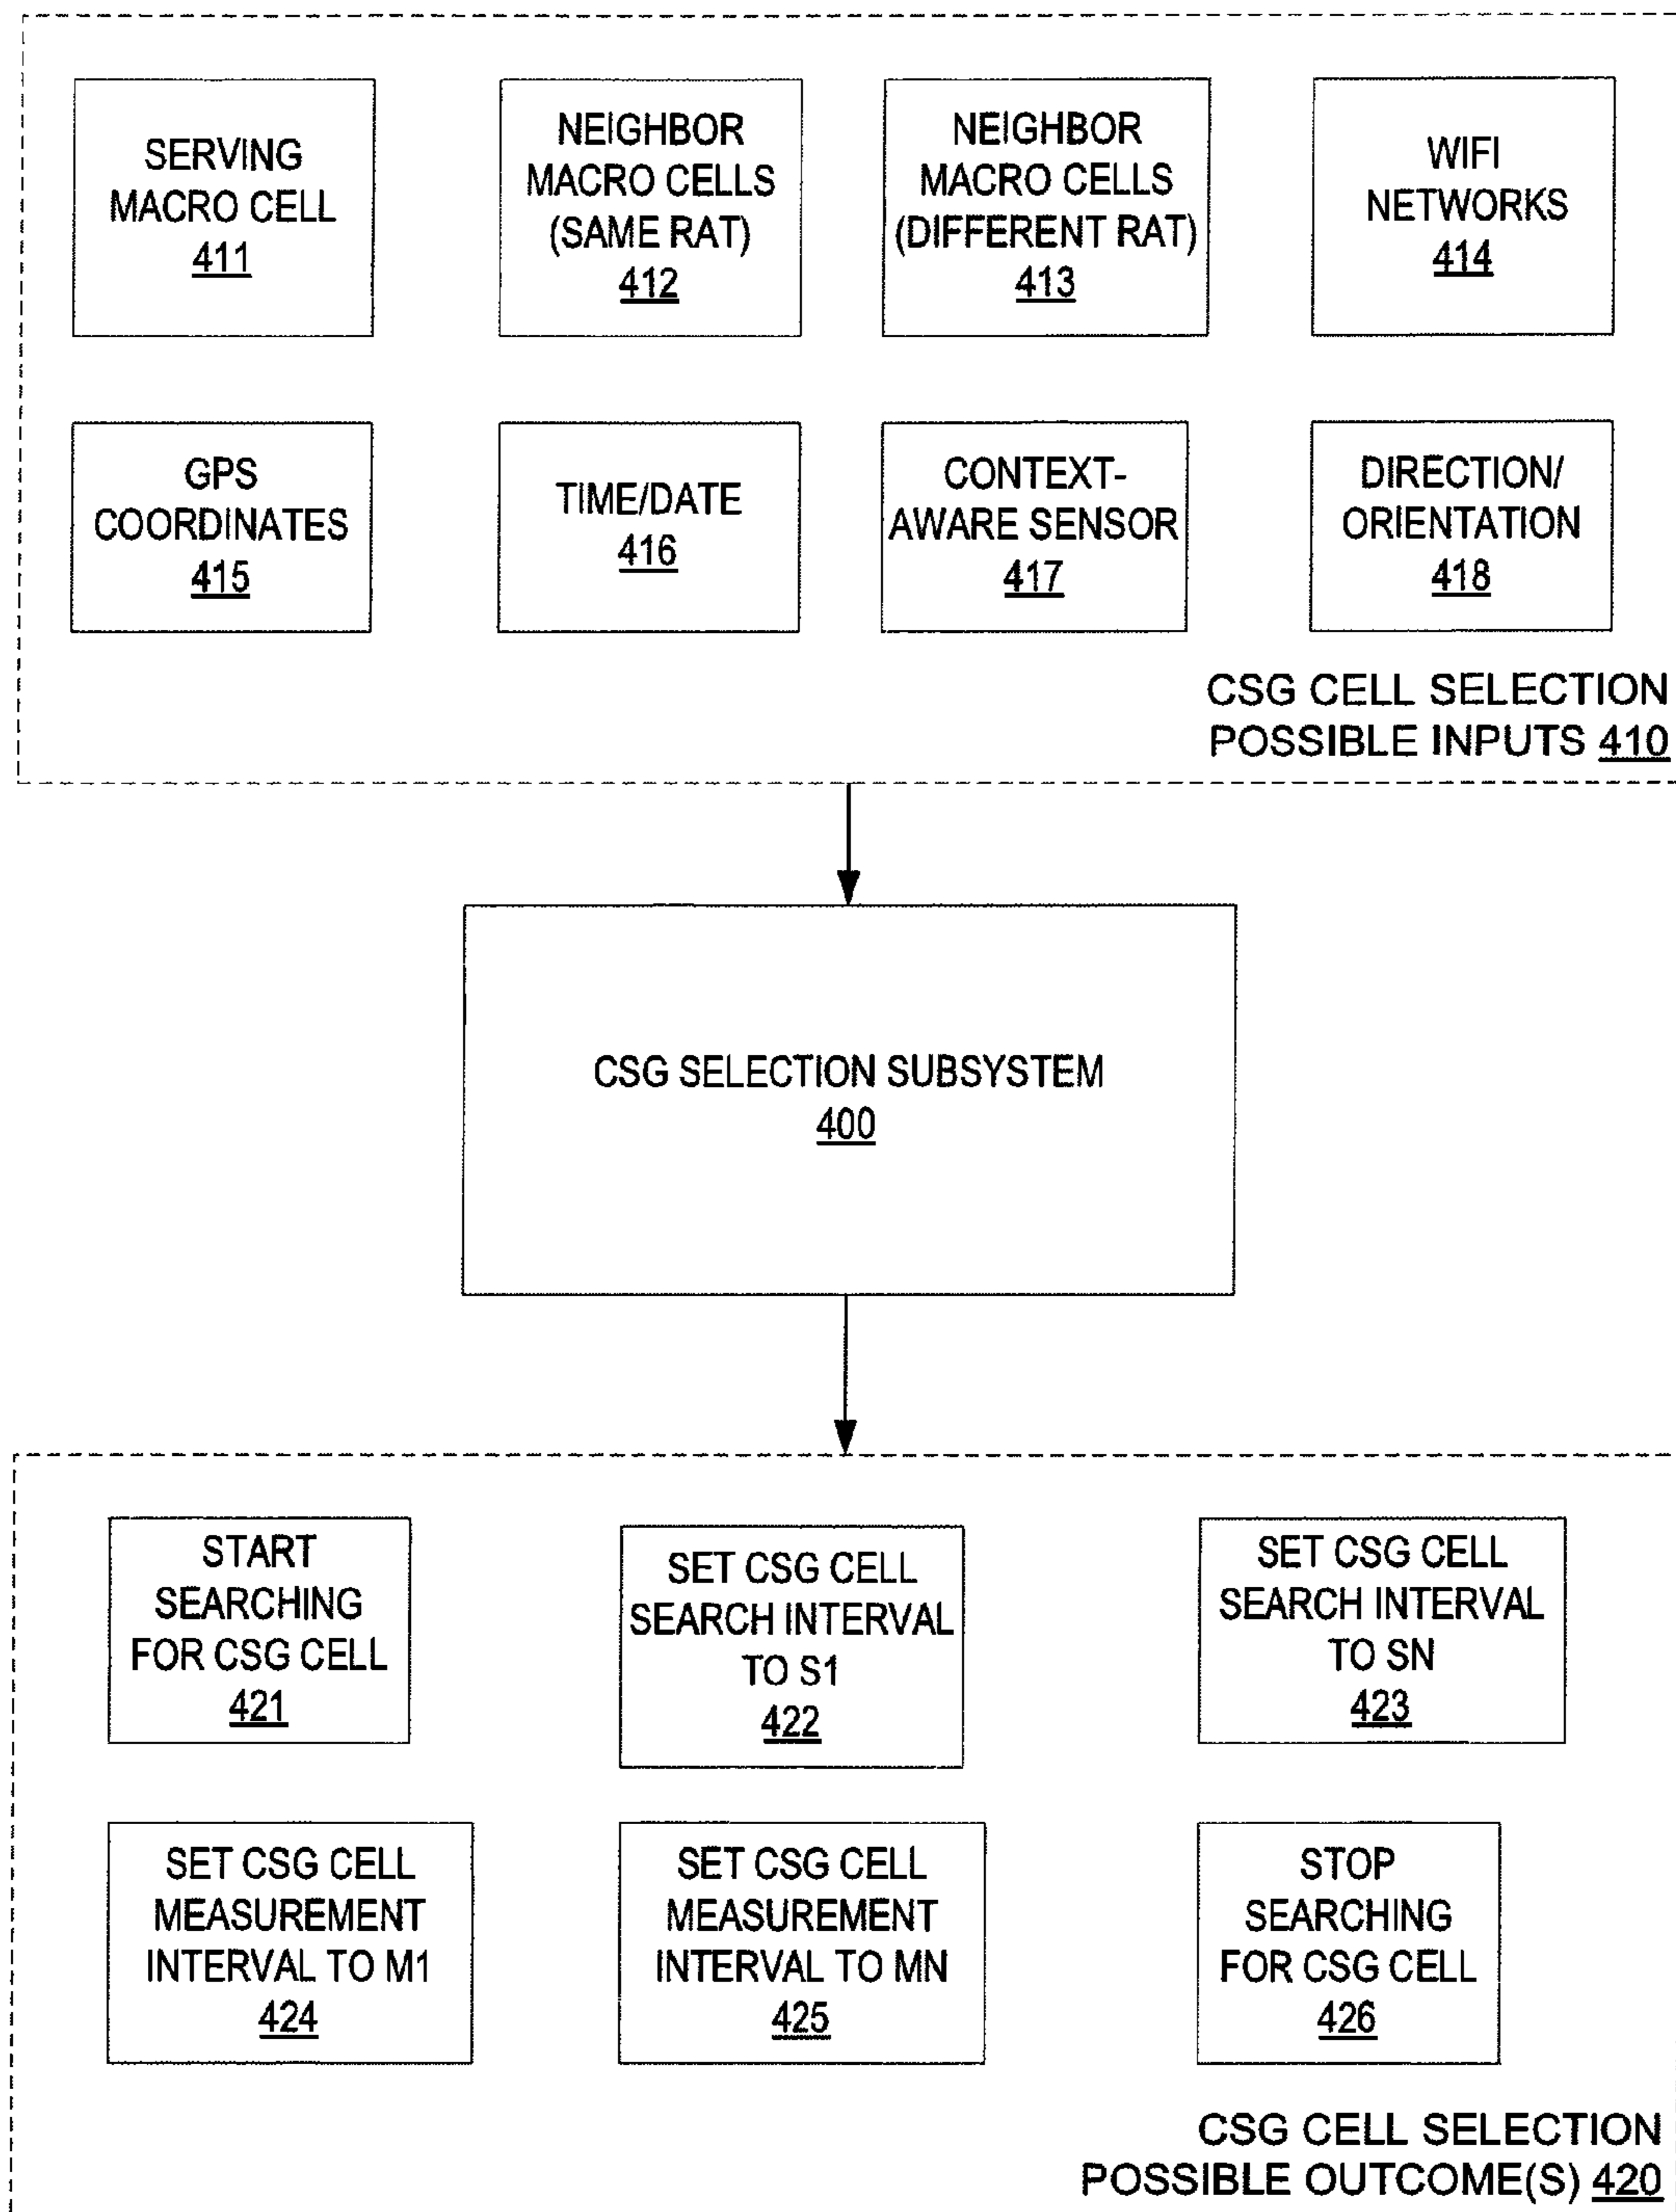 SERVING
MACRO CELL
411
NEIGHBOR
MACRO CELLS
(SAME RAT)
412
NEIGHBOR
MACRO CELLS
(DIFFERENT RAT)
413
WIFI
NETWORKS
414
GPS
COORDINATES
415
TIME/DATE
416
CONTEXT-
AWARE SENSOR
417
DIRECTION/
ORIENTATION
418
CSG CELL SELECTION
POSSIBLE INPUTS 410
CSG SELECTION SUBSYSTEM
400
START
SEARCHING
FOR CSG CELL
421
SET CSG CELL
SEARCH INTERVAL
TO S1
422
SET CSG CELL
SEARCH INTERVAL
TO SN
423
SET CSG CELL
MEASUREMENT
INTERVAL TO M1
424
SET CSG CELL
MEASUREMENT
INTERVAL TO MN
425
STOP
SEARCHING
FOR CSG CELL
426
CSG CELL SELECTION
POSSIBLE OUTCOME(S) 420